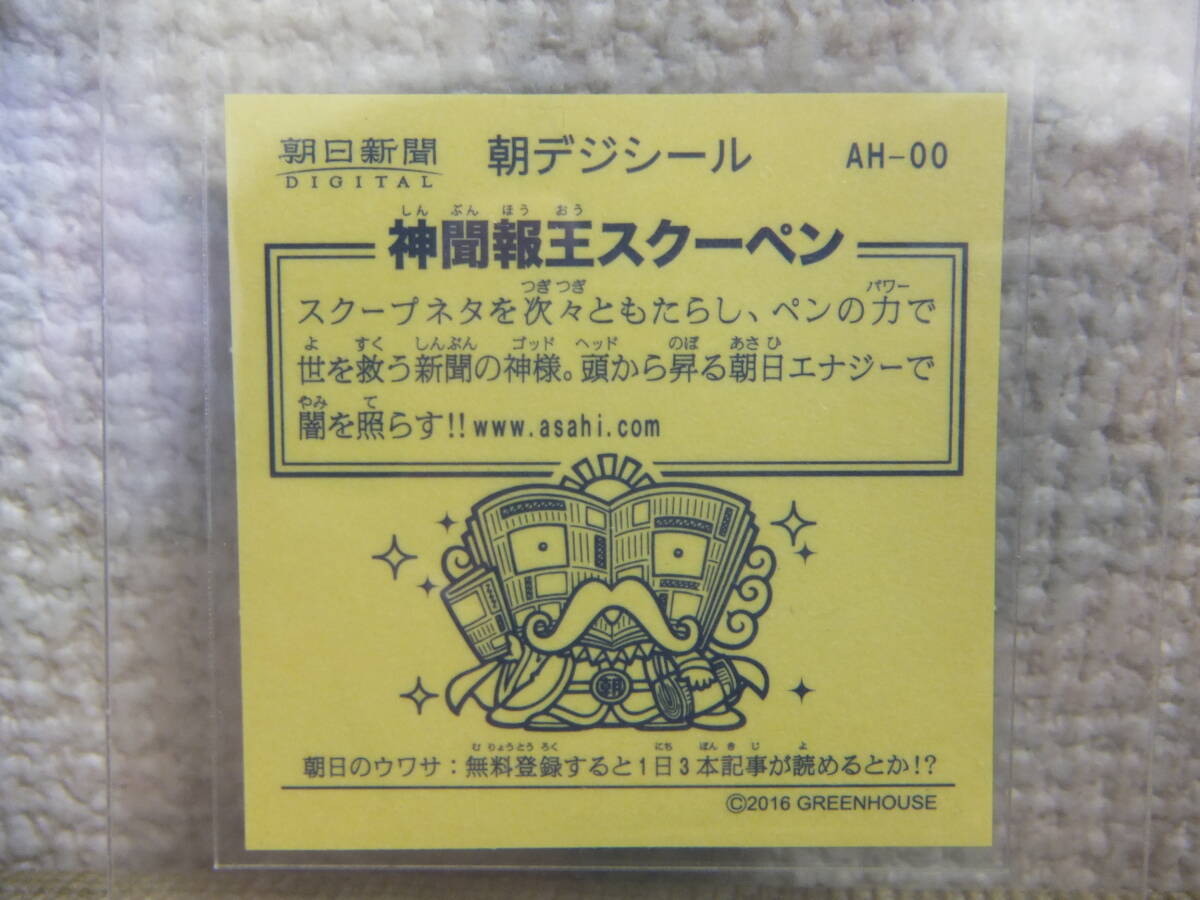 朝日新聞 DIGITAL 朝デジシール AH-00
しん ぶん ほう おう
神聞報王スクーペン
つぎつぎ パワー
スクープネタを次々ともたらし、ペンの力で
よ すく しんぶん ゴッド ヘッド のぼ あさ ひ
世を救う新聞の神様。頭から昇る朝日エナジーで
やみ て
闇を照らす!! www.asahi.com
朝
む りょうとう ろく にち ぼん き じ よ
朝日のウワサ:無料登録すると1日3本記事が読めるとか!?
©2016 GREENHOUSE